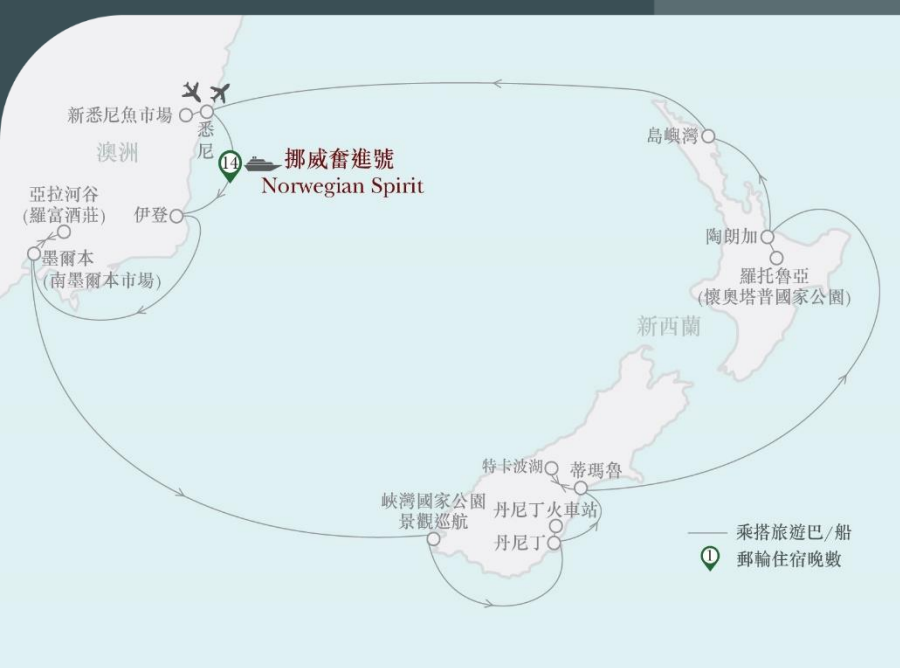 新悉尼魚市場
悉
尼
澳洲
14
挪威奮進號
Norwegian Spirit
亞拉河谷
(羅富酒莊)
伊登
墨爾本
(南墨爾本市場)
島嶼灣
陶朗加
羅托魯亞
(懷奧塔普國家公園)
新西蘭
特卡波湖
蒂瑪魯
峽灣國家公園
景觀巡航
丹尼丁火車站
丹尼丁
乘搭旅遊巴/船
1
郵輪住宿晚數